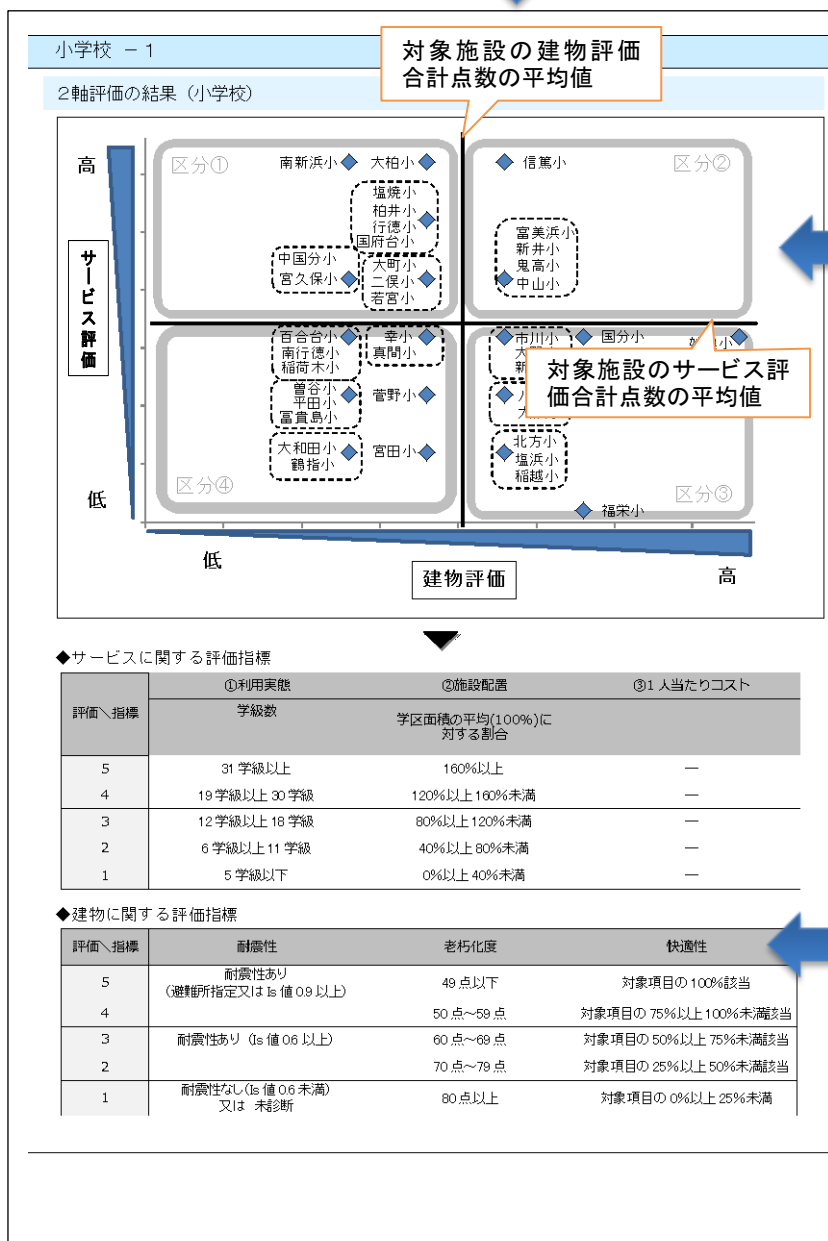 小学校 － 1
対象施設の建物評価
合計点数の平均値
2軸評価の結果（小学校）
高
サービス評価
低
区分①
南新浜小
大柏小
塩焼小
柏井小
行徳小
国府台小
中国分小
宮久保小
大町小
二俣小
若宮小
信篤小
区分②
富美浜小
新井小
鬼高小
中山小
百合台小
南行徳小
稲荷木小
幸小
真間小
曽谷小
平田小
冨貴島小
菅野小
大和田小
鶴指小
宮田小
区分④
市川小
国分小
対象施設のサービス評
価合計点数の平均値
北方小
塩浜小
稲越小
区分③
福栄小
低
建物評価
高
◆サービスに関する評価指標
評価＼指標 ①利用実態 ②施設配置 ③1人当たりコスト
学級数 学区面積の平均(100%)に
対する割合
5 31学級以上 160%以上 ―
4 19学級以上30学級 120%以上160%未満 ―
3 12学級以上18学級 80%以上120%未満 ―
2 6学級以上11学級 40%以上80%未満 ―
1 5学級以下 0%以上40%未満 ―
◆建物に関する評価指標
評価＼指標 耐震性 老朽化度 快適性
5 耐震性あり
(避難所指定又は Is 値 0.9 以上) 49点以下 対象項目の100%該当
4 50点～59点 対象項目の75%以上100%未満該当
3 耐震性あり (Is 値 0.6 以上) 60点～69点 対象項目の50%以上75%未満該当
2 70点～79点 対象項目の25%以上50%未満該当
1 耐震性なし(Is 値 0.6 未満)
又は 未診断 80点以上 対象項目の0%以上25%未満